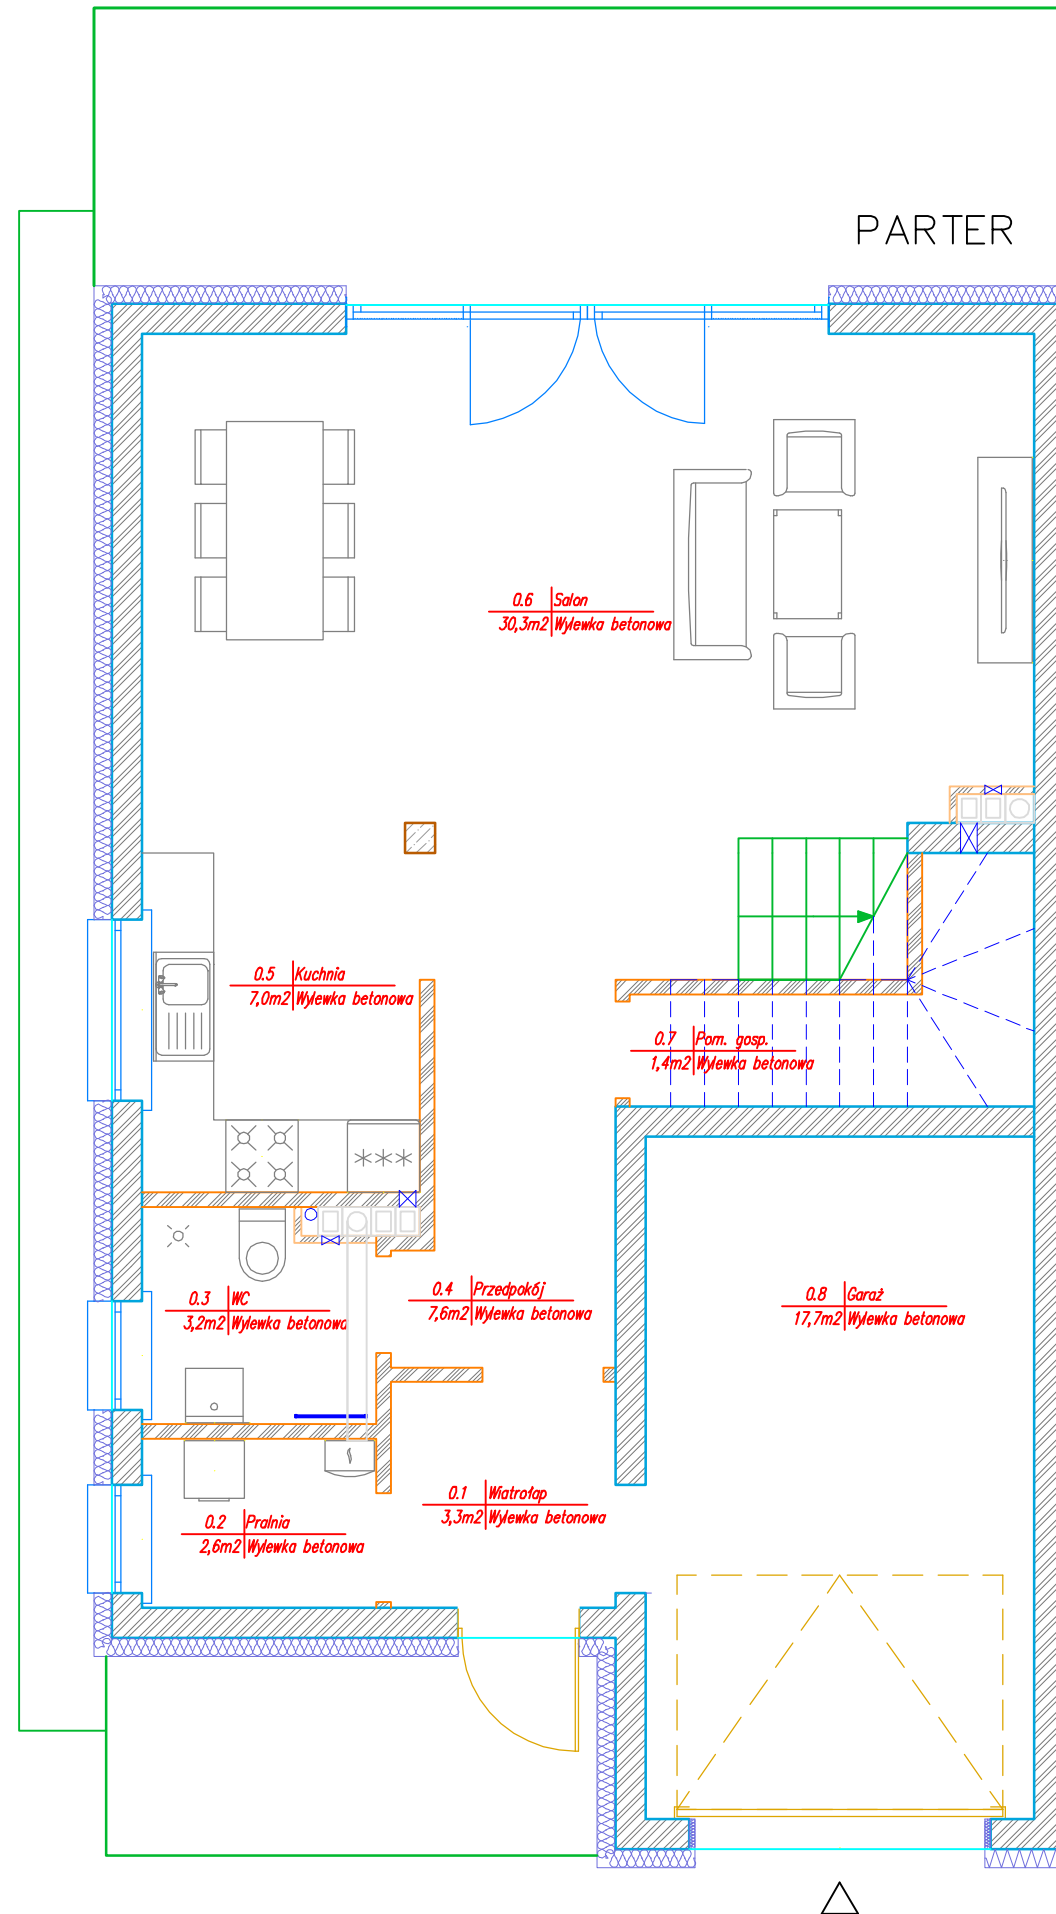 PARTER
0.6 Salon
30,3m2 Wylewka betonowa
0.5 Kuchnia
7,0m2 Wylewka betonowa
0.7 Pom. gosp.
1,4m2 Wylewka betonowa
0.4 Przedpokój
7,6m2 Wylewka betonowa
0.3 WC
3,2m2 Wylewka betonowa
0.8 Garaż
17,7m2 Wylewka betonowa
0.1 Wiatrołap
3,3m2 Wylewka betonowa
0.2 Pralnia
2,6m2 Wylewka betonowa